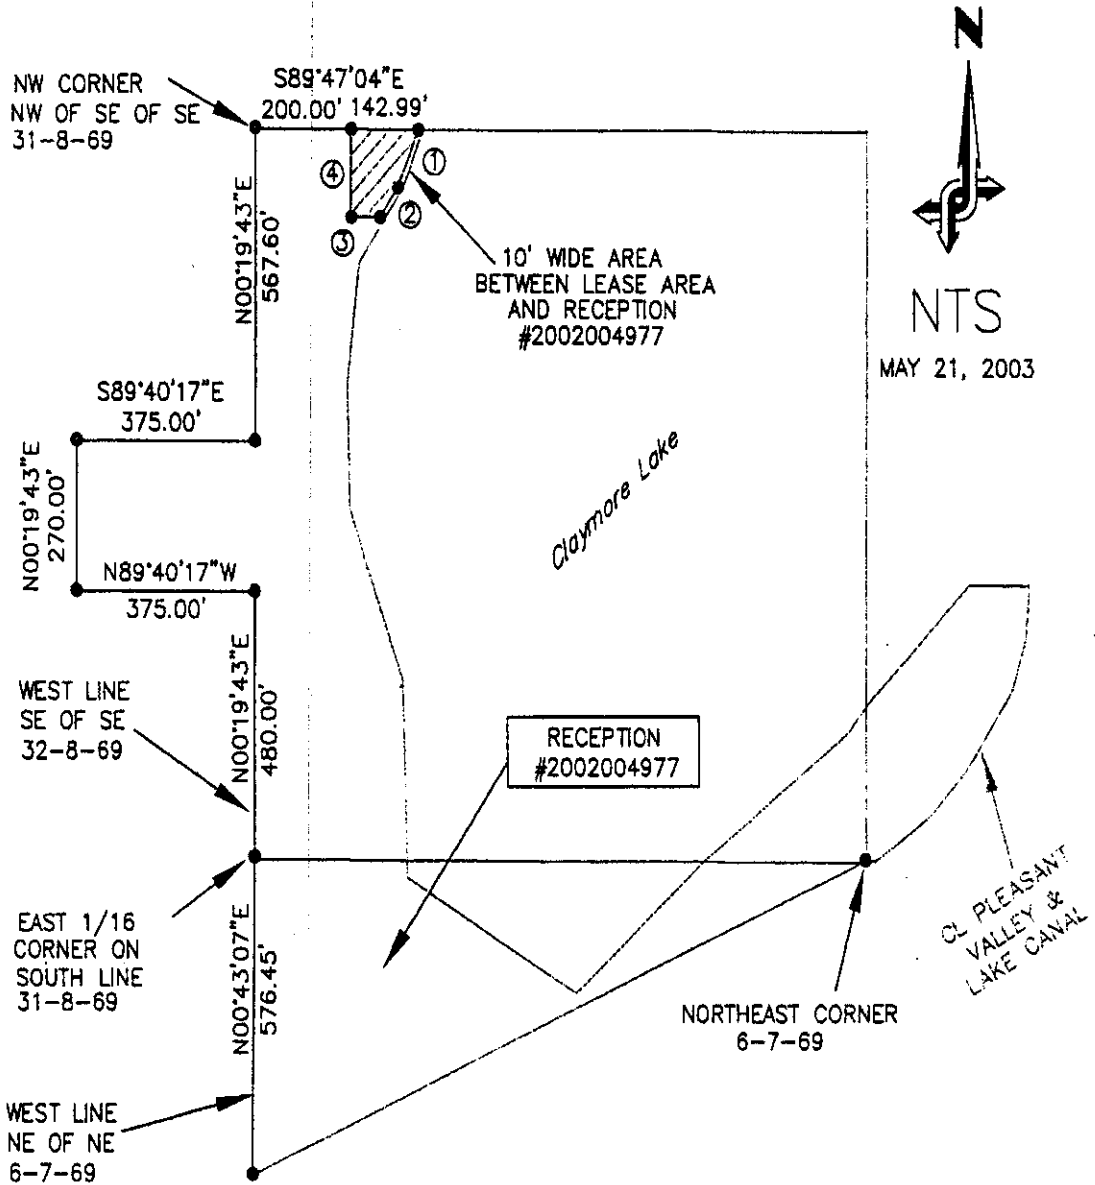 N
NW CORNER
NW OF SE OF SE
31-8-69
S89°47'04"E
200.00' 142.99'
①
②
③
④
N00°19'43"E
567.60'
10' WIDE AREA
BETWEEN LEASE AREA
AND RECEPTION
#2002004977
NTS
MAY 21, 2003
S89°40'17"E
375.00'
N00°19'43"E
270.00'
N89°40'17"W
375.00'
Claymore Lake
N00°19'43"E
480.00'
WEST LINE
SE OF SE
32-8-69
RECEPTION
#2002004977
CL PLEASANT
VALLEY &
LAKE CANAL
EAST 1/16
CORNER ON
SOUTH LINE
31-8-69
N00°43'07"E
576.45'
NORTHEAST CORNER
6-7-69
WEST LINE
NE OF NE
6-7-69